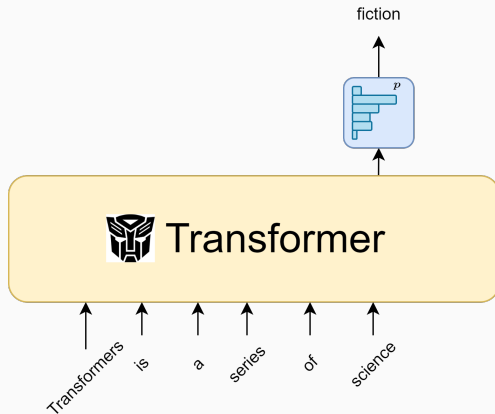 fiction
p
Transformer
Transformers
is
a
series
of
science